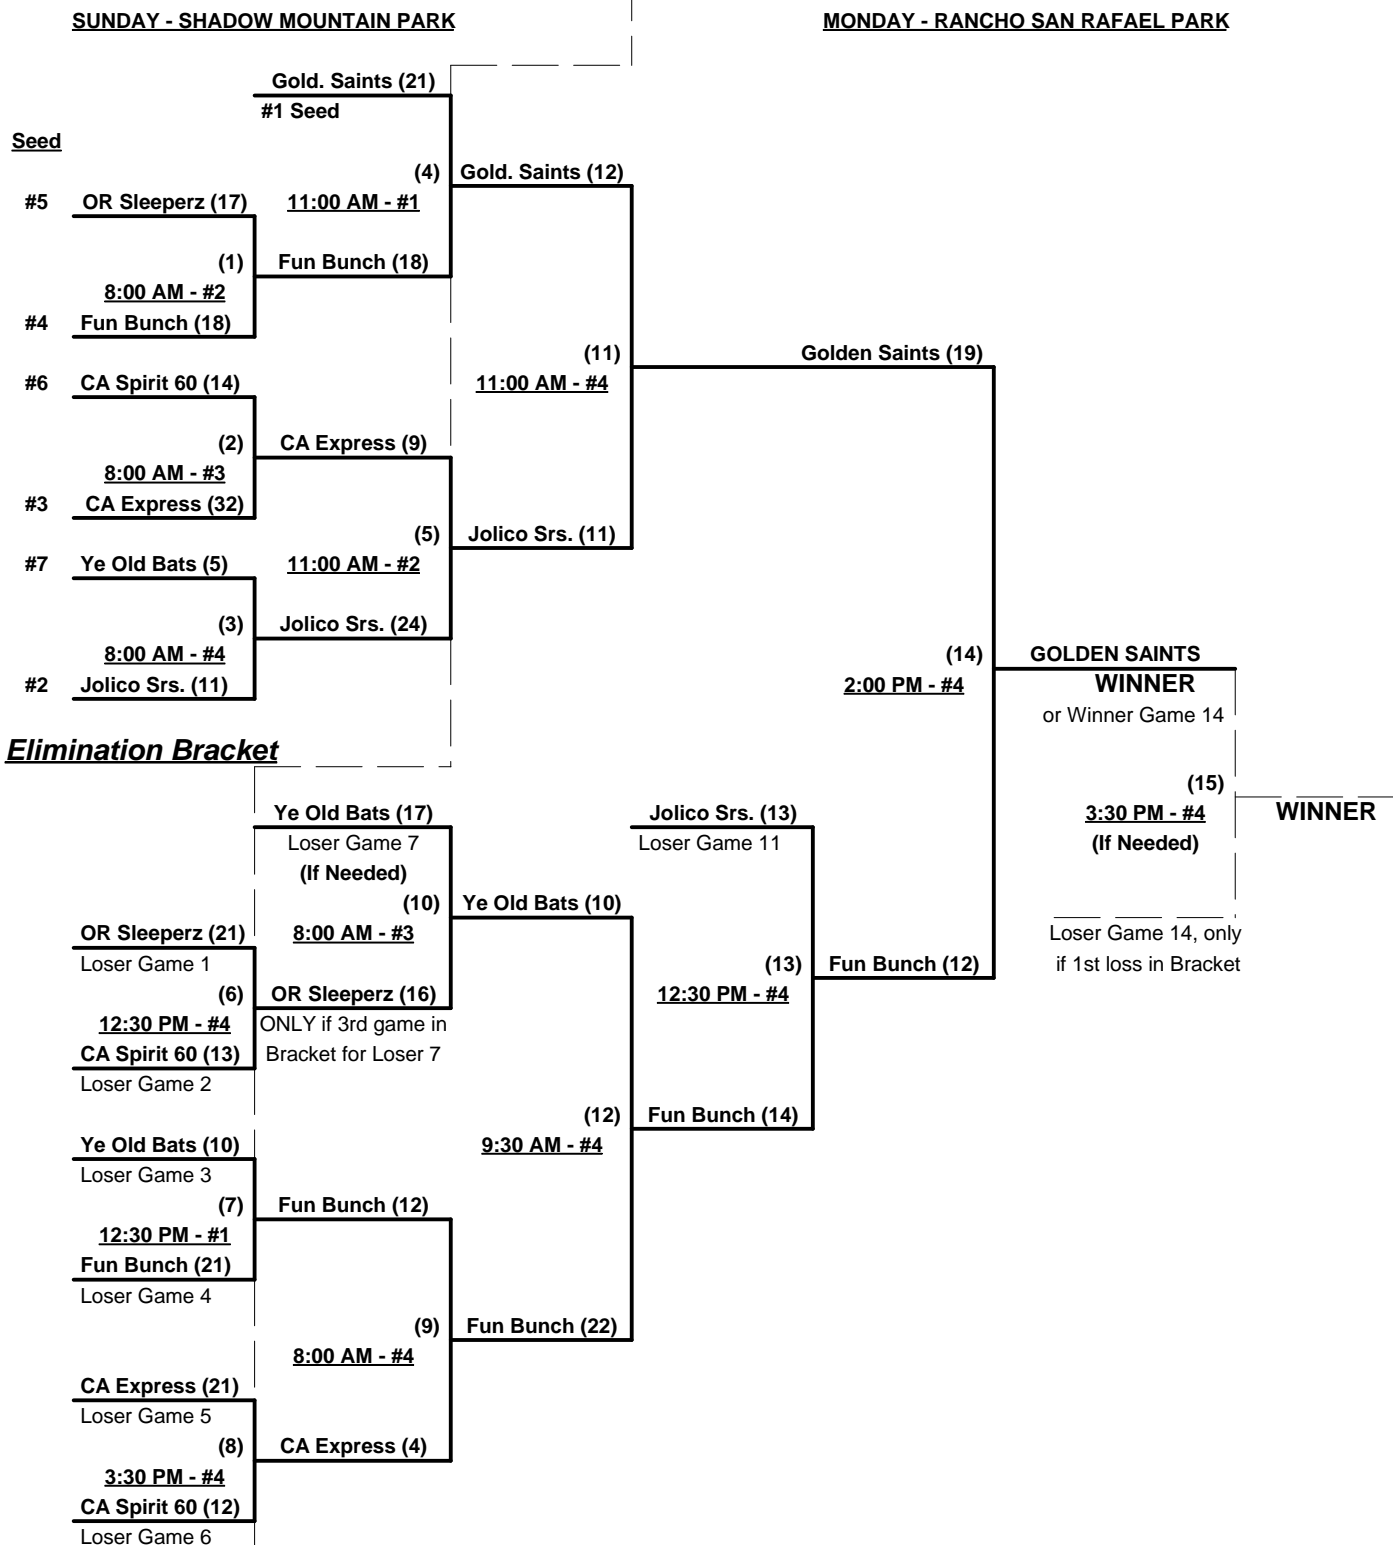 SUNDAY - SHADOW MOUNTAIN PARK
MONDAY - RANCHO SAN RAFAEL PARK
Gold. Saints (21)
#1 Seed
Seed
(4)
Gold. Saints (12)
#5
OR Sleeperz (17)
11:00 AM - #1
(1)
Fun Bunch (18)
8:00 AM - #2
#4
Fun Bunch (18)
(11)
Golden Saints (19)
#6
CA Spirit 60 (14)
11:00 AM - #4
(2)
CA Express (9)
8:00 AM - #3
#3
CA Express (32)
(5)
Jolico Srs. (11)
#7
Ye Old Bats (5)
11:00 AM - #2
(3)
Jolico Srs. (24)
8:00 AM - #4
(14)
GOLDEN SAINTS
#2
Jolico Srs. (11)
2:00 PM - #4
WINNER
or Winner Game 14
Elimination Bracket
(15)
Ye Old Bats (17)
Jolico Srs. (13)
3:30 PM - #4
WINNER
Loser Game 7
Loser Game 11
(If Needed)
(If Needed)
(10)
Ye Old Bats (10)
OR Sleeperz (21)
8:00 AM - #3
Loser Game 14, only
Loser Game 1
(13)
Fun Bunch (12)
if 1st loss in Bracket
(6)
OR Sleeperz (16)
12:30 PM - #4
12:30 PM - #4
ONLY if 3rd game in
CA Spirit 60 (13)
Bracket for Loser 7
Loser Game 2
(12)
Fun Bunch (14)
Ye Old Bats (10)
9:30 AM - #4
Loser Game 3
(7)
Fun Bunch (12)
12:30 PM - #1
Fun Bunch (21)
Loser Game 4
(9)
Fun Bunch (22)
8:00 AM - #4
CA Express (21)
Loser Game 5
(8)
CA Express (4)
3:30 PM - #4
CA Spirit 60 (12)
Loser Game 6